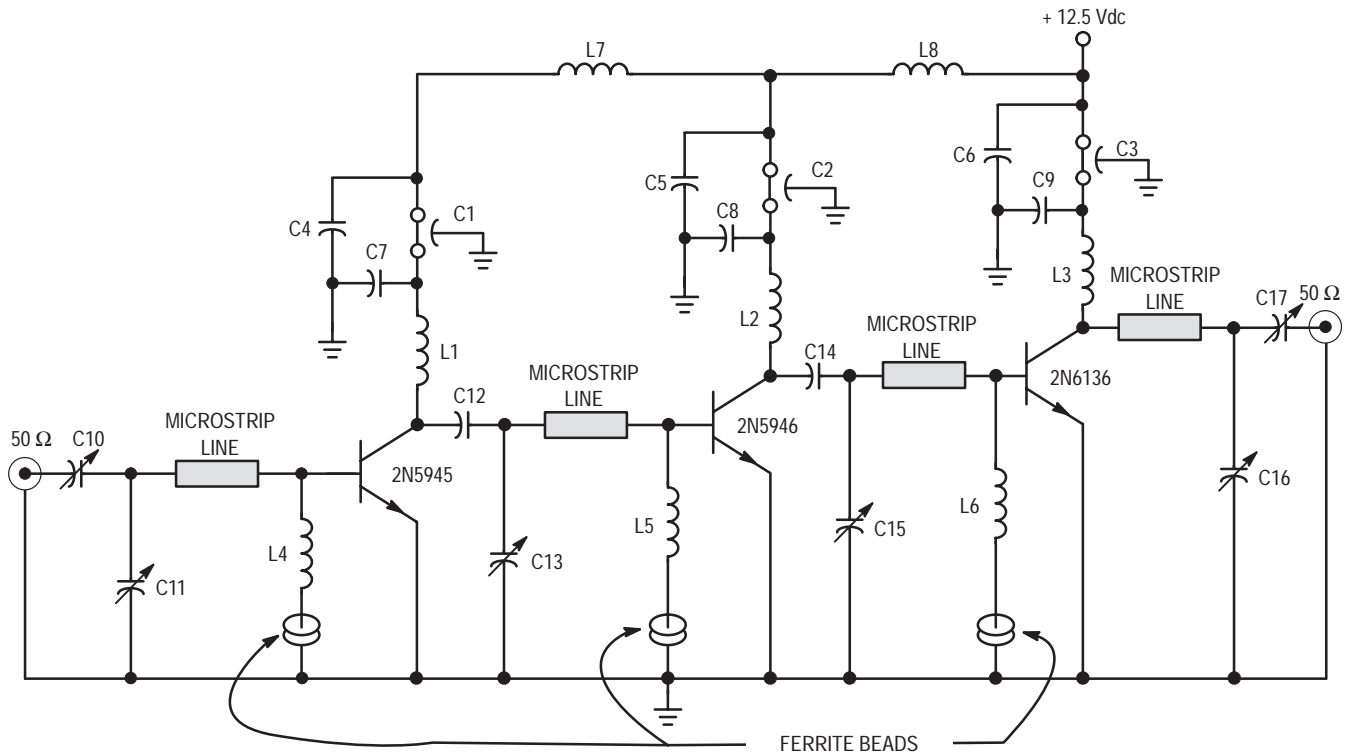 + 12.5 Vdc
L7
L8
C4
C1
C7
L1
C5
C2
C8
L2
C6
C3
C9
L3
MICROSTRIP
LINE
C17
50 Ω
MICROSTRIP
LINE
C14
2N6136
MICROSTRIP
LINE
C12
2N5946
MICROSTRIP
LINE
50 Ω
C10
2N5945
C11
L4
C13
L5
C15
L6
C16
FERRITE BEADS